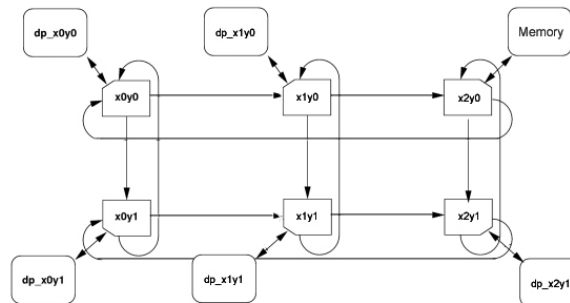 dp_x0y0
dp_x1y0
Memory
x0y0
x1y0
x2y0
x0y1
x1y1
x2y1
dp_x0y1
dp_x1y1
dp_x2y1